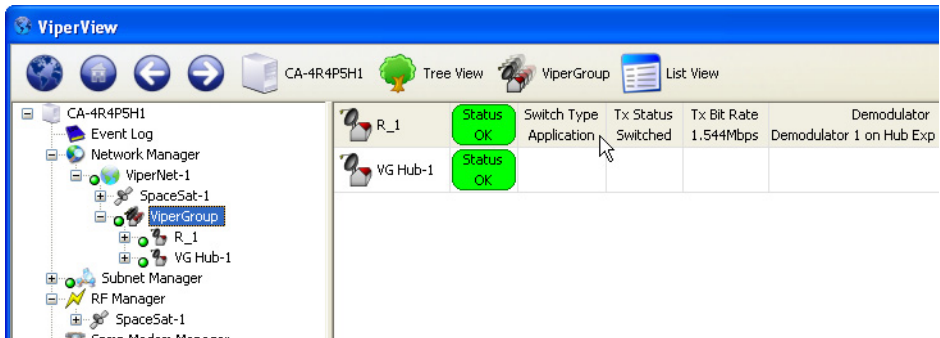 ViperView
CA-4R4P5H1 Tree View ViperGroup List View
CA-4R4P5H1
Event Log
Network Manager
ViperNet-1
SpaceSat-1
ViperGroup
R_1
VG Hub-1
Subnet Manager
RF Manager
SpaceSat-1
R_1 Status OK Switch Type Application Tx Status Switched Tx Bit Rate 1.544Mbps Demodulator Demodulator 1 on Hub Exp
VG Hub-1 Status OK